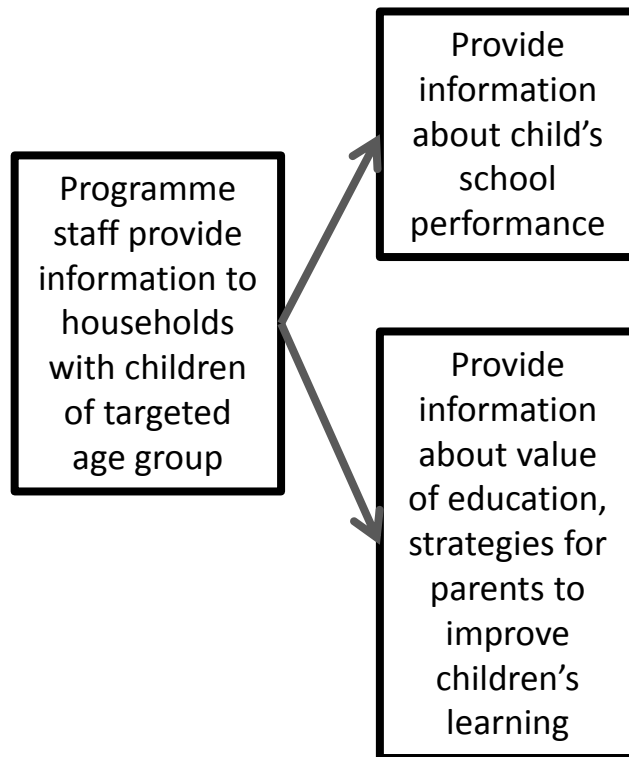 Programme
staff provide
information to
households
with children
of targeted
age group
Provide
information
about child’s
school
performance
Provide
information
about value
of education,
strategies for
parents to
improve
children’s
learning